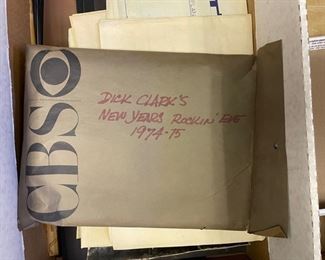 CBS
DICK CLARK'S
NEW YEARS ROCKIN' EVE
1974-75